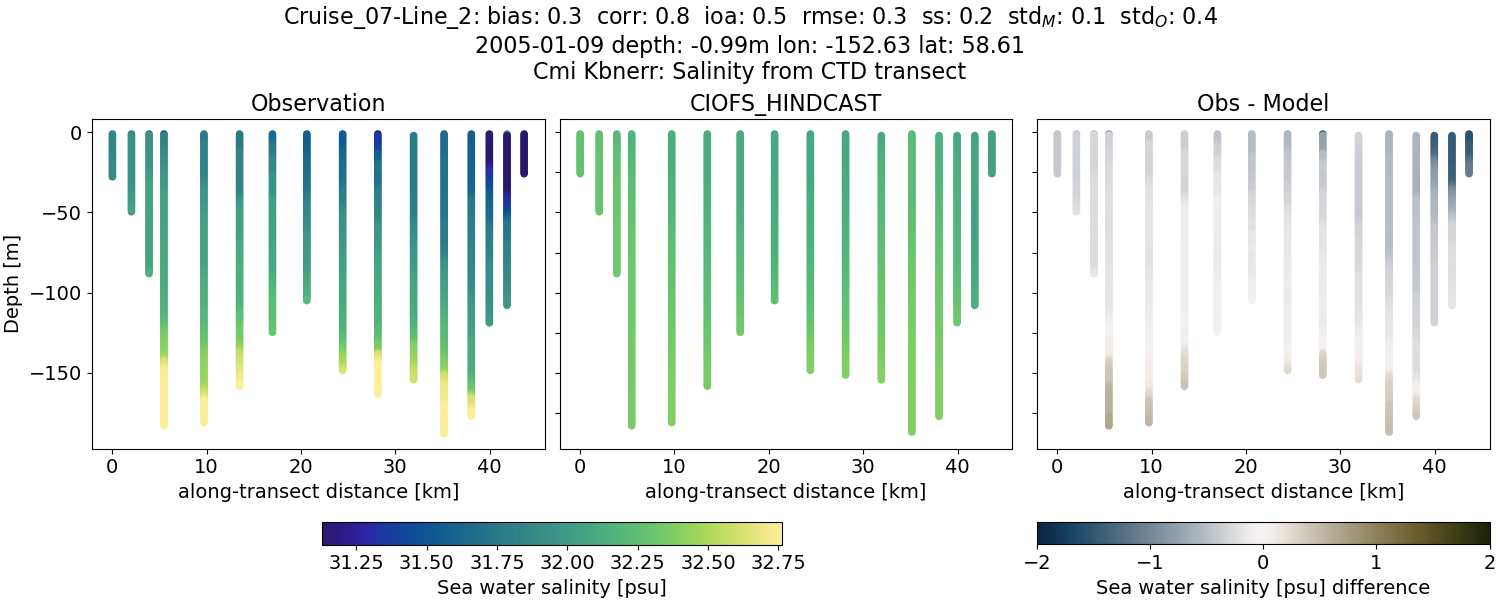 Cruise_07-Line_2: bias: 0.3 corr: 0.8 ioa: 0.5 rmse: 0.3 ss: 0.2 std_M: 0.1 std_O: 0.4
2005-01-09 depth: -0.99m lon: -152.63 lat: 58.61
Cmi Kbnerr: Salinity from CTD transect
Observation
CIOFS_HINDCAST
Obs - Model
Depth [m]
0
−50
−100
−150
0 10 20 30 40
0 10 20 30 40
0 10 20 30 40
along-transect distance [km]
along-transect distance [km]
along-transect distance [km]
31.25 31.50 31.75 32.00 32.25 32.50 32.75
Sea water salinity [psu]
−2 −1 0 1 2
Sea water salinity [psu] difference